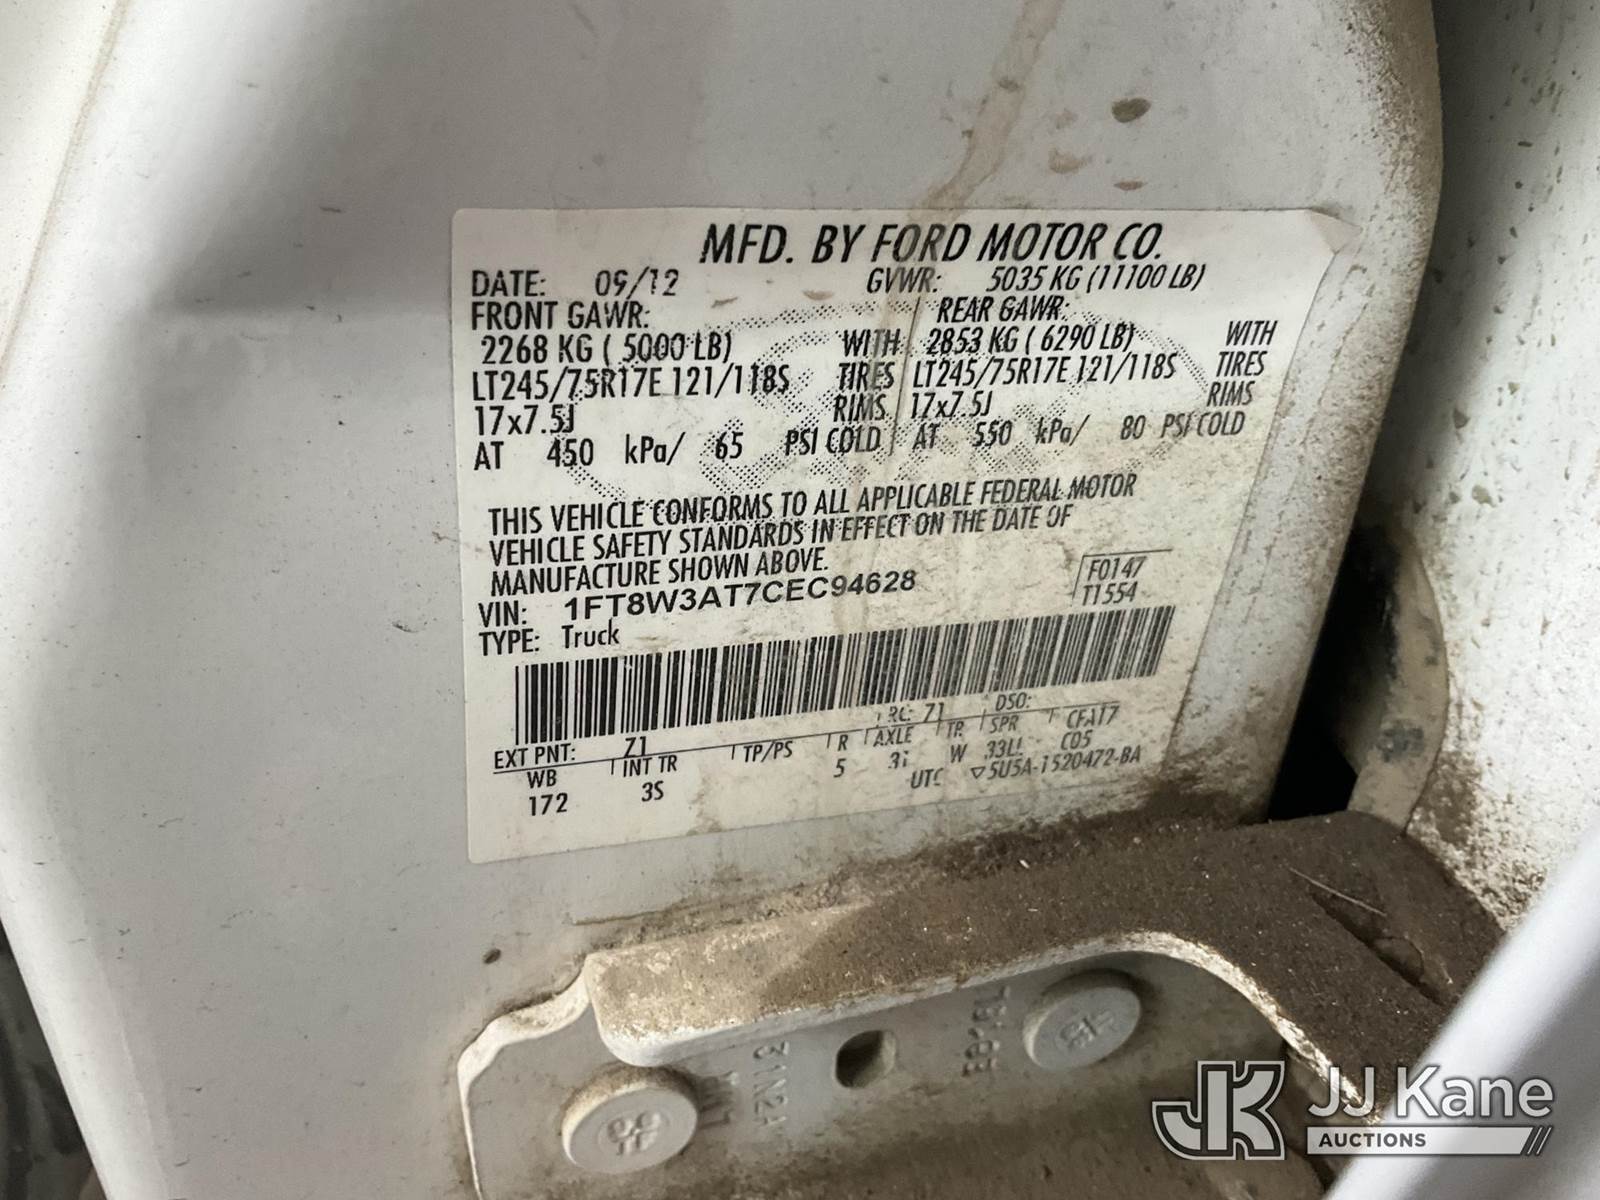 MFD. BY FORD MOTOR CO.
DATE: 09/12 GVWR: 5035 KG (11100 LB)
FRONT GAWR: REAR GAWR:
2268 KG ( 5000 LB) WITH 2853 KG ( 6290 LB) WITH
LT245/75R17E 121/118S TIRES LT245/75R17E 121/118S TIRES
17x7.5J RIMS 17x7.5J RIMS
AT 450 kPa/ 65 PSI COLD AT 550 kPa/ 80 PSI COLD
THIS VEHICLE CONFORMS TO ALL APPLICABLE FEDERAL MOTOR
VEHICLE SAFETY STANDARDS IN EFFECT ON THE DATE OF
MANUFACTURE SHOWN ABOVE.
VIN: 1FT8W3AT7CEC94628 F0147
TYPE: Truck T1554
EXT PNT: Z1 RC: 71 DSO:
WB INT TR TP/PS R AXLE TR SPR CFA17
172 3S 5 31 W 33LL C05
UTC ▽5U5A-1520472-BA
31N2A
JJ Kane
AUCTIONS